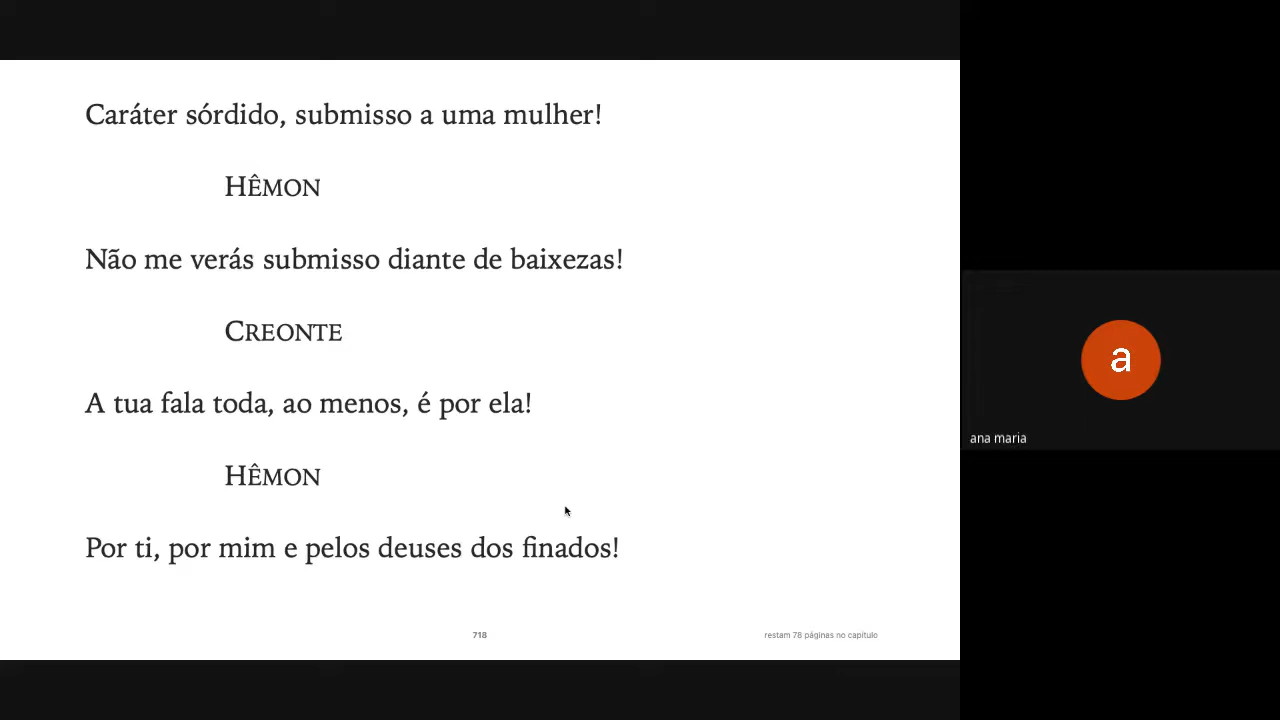 Caráter sórdido, submisso a uma mulher!
HÊMON
Não me verás submisso diante de baixezas!
CREONTE
A tua fala toda, ao menos, é por ela!
HÊMON
Por ti, por mim e pelos deuses dos finados!
718
restam 78 páginas no capítulo
a
ana maria